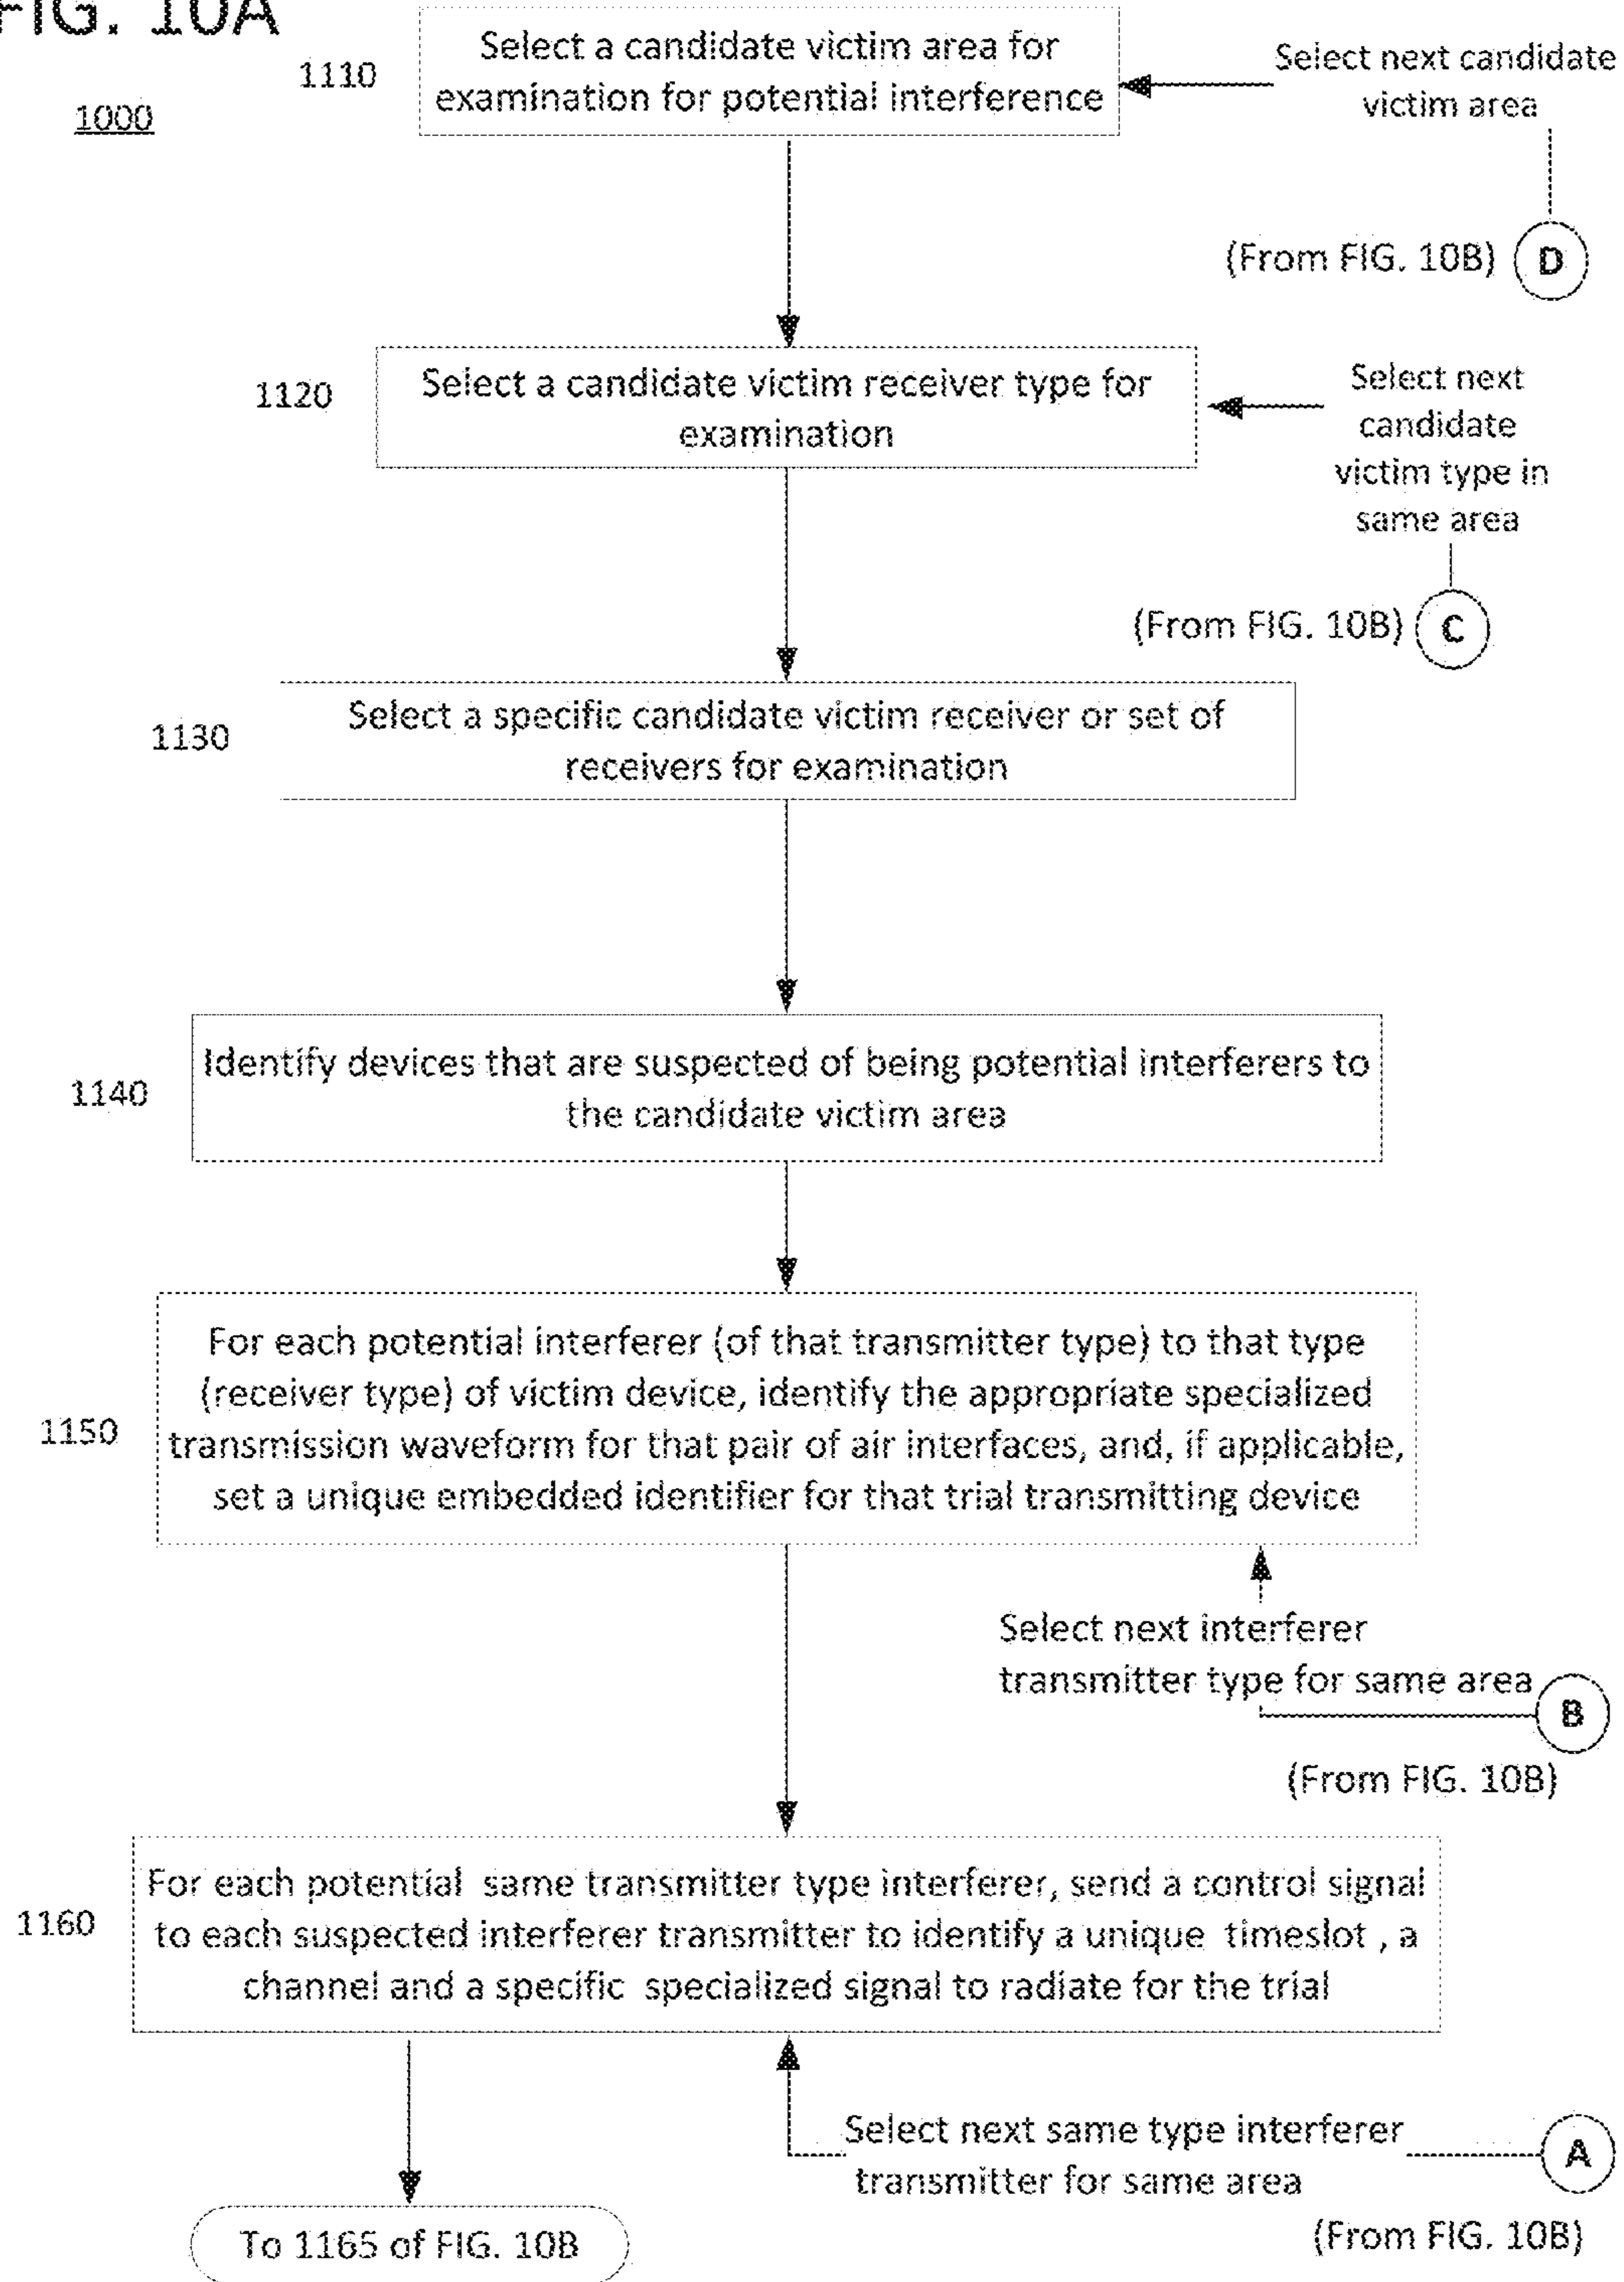 FIG. 10A
1000
1110
Select a candidate victim area for
examination for potential interference
Select next candidate
victim area
(From FIG. 10B)
D
1120
Select a candidate victim receiver type for
examination
Select next
candidate
victim type in
same area
(From FIG. 10B)
C
1130
Select a specific candidate victim receiver or set of
receivers for examination
1140
Identify devices that are suspected of being potential interferers to
the candidate victim area
1150
For each potential interferer (of that transmitter type) to that type
(receiver type) of victim device, identify the appropriate specialized
transmission waveform for that pair of air interfaces, and, if applicable,
set a unique embedded identifier for that trial transmitting device
Select next interferer
transmitter type for same area
B
(From FIG. 10B)
1160
For each potential same transmitter type interferer, send a control signal
to each suspected interferer transmitter to identify a unique timeslot , a
channel and a specific specialized signal to radiate for the trial
Select next same type interferer
transmitter for same area
A
(From FIG. 10B)
To 1165 of FIG. 10B